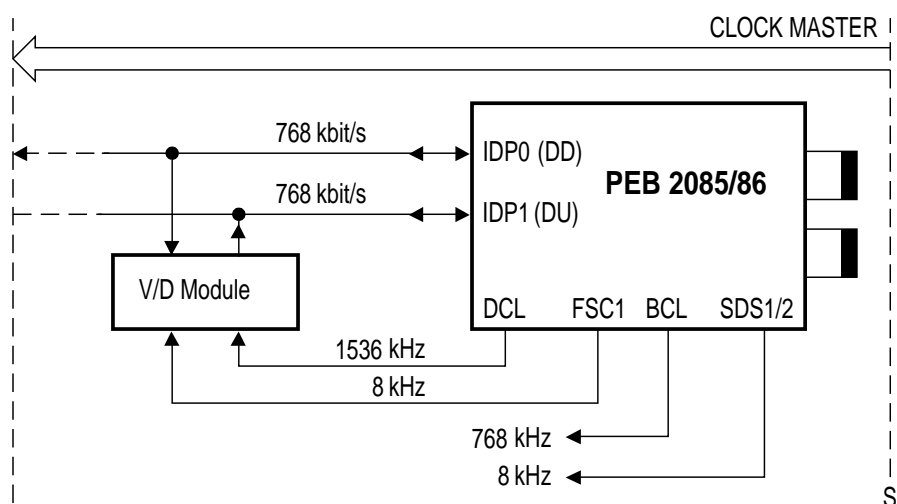 CLOCK MASTER
768 kbit/s
IDP0 (DD)
PEB 2085/86
768 kbit/s
IDP1 (DU)
V/D Module
DCL FSC1 BCL SDS1/2
1536 kHz
8 kHz
768 kHz
8 kHz
S